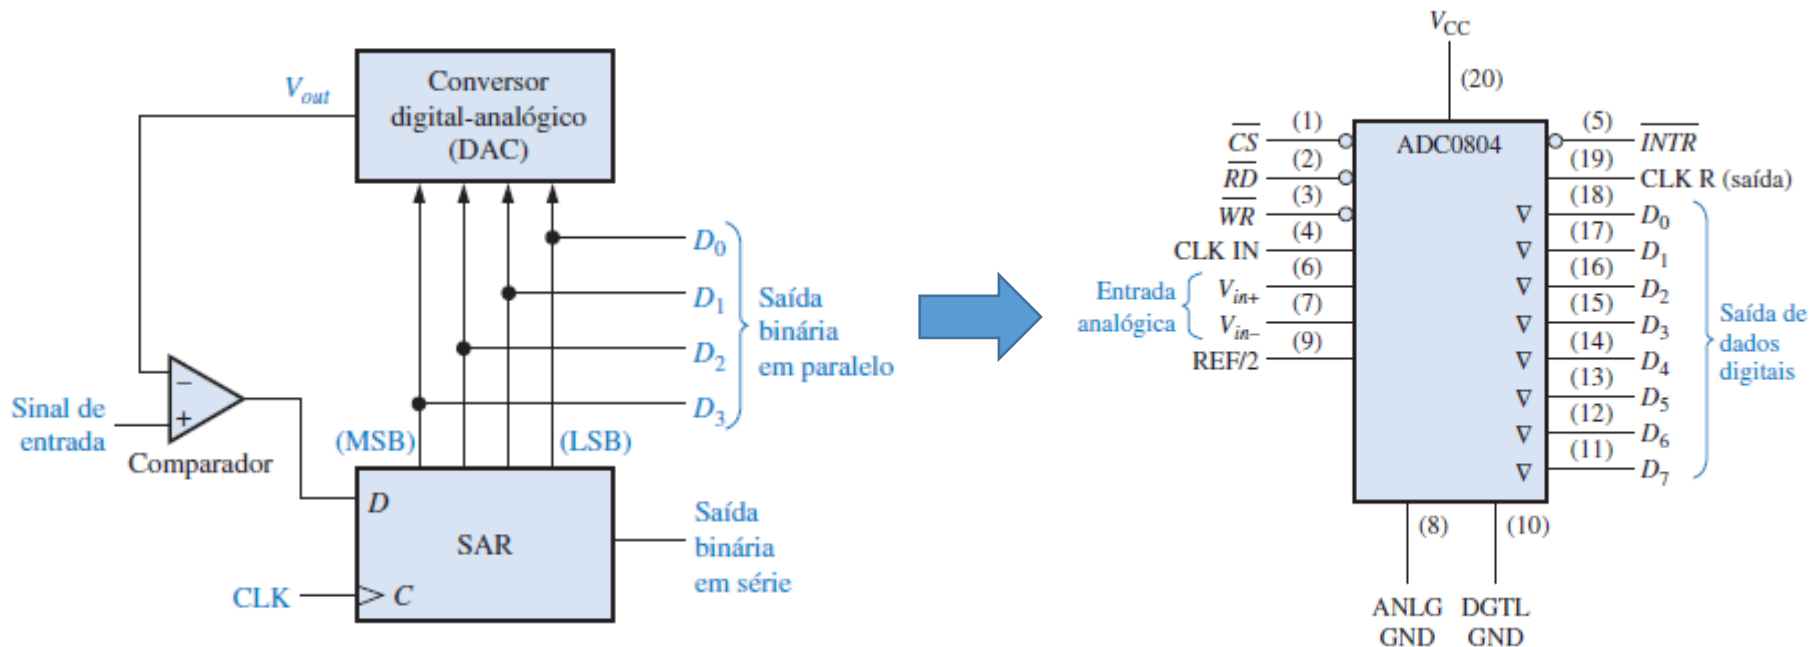 Conversor
digital-analógico
(DAC)
Vout
D0
D1
D2
D3
Saída
binária
em paralelo
−
+
Sinal de
entrada
Comparador
(MSB)
(LSB)
D
SAR
C
CLK
Saída
binária
em série
VCC
(20)
ADC0804
(1)
CS
(2)
RD
(3)
WR
(4)
CLK IN
(6)
Vin+
(7)
Vin−
(9)
REF/2
Entrada
analógica
(5)
INTR
(19)
CLK R (saída)
(18)
D0
(17)
D1
(16)
D2
(15)
D3
(14)
D4
(13)
D5
(12)
D6
(11)
D7
Saída de
dados
digitais
(8)
(10)
ANLG
GND
DGTL
GND